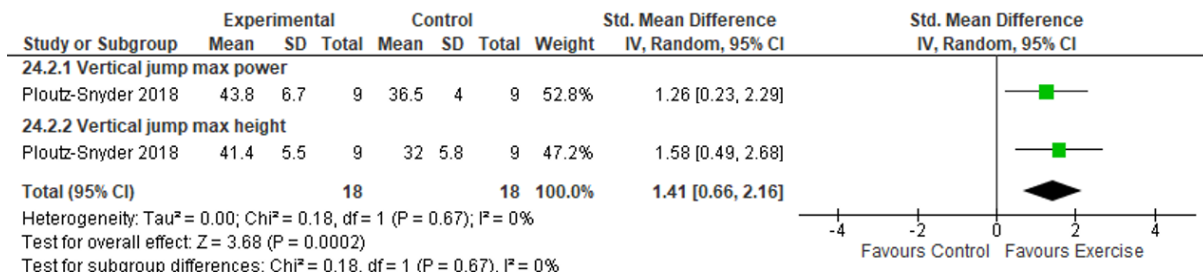 Experimental Control Std. Mean Difference Std. Mean Difference
Study or Subgroup Mean SD Total Mean SD Total Weight IV, Random, 95% CI IV, Random, 95% CI
24.2.1 Vertical jump max power
Ploutz-Snyder 2018 43.8 6.7 9 36.5 4 9 52.8% 1.26 [0.23, 2.29]
24.2.2 Vertical jump max height
Ploutz-Snyder 2018 41.4 5.5 9 32 5.8 9 47.2% 1.58 [0.49, 2.68]
Total (95% CI) 18 18 100.0% 1.41 [0.66, 2.16]
Heterogeneity: Tau² = 0.00; Chi² = 0.18, df = 1 (P = 0.67); I² = 0%
Test for overall effect: Z = 3.68 (P = 0.0002)
Test for subgroup differences: Chi² = 0.18, df = 1 (P = 0.67), I² = 0%
-4 -2 0 2 4
Favours Control Favours Exercise